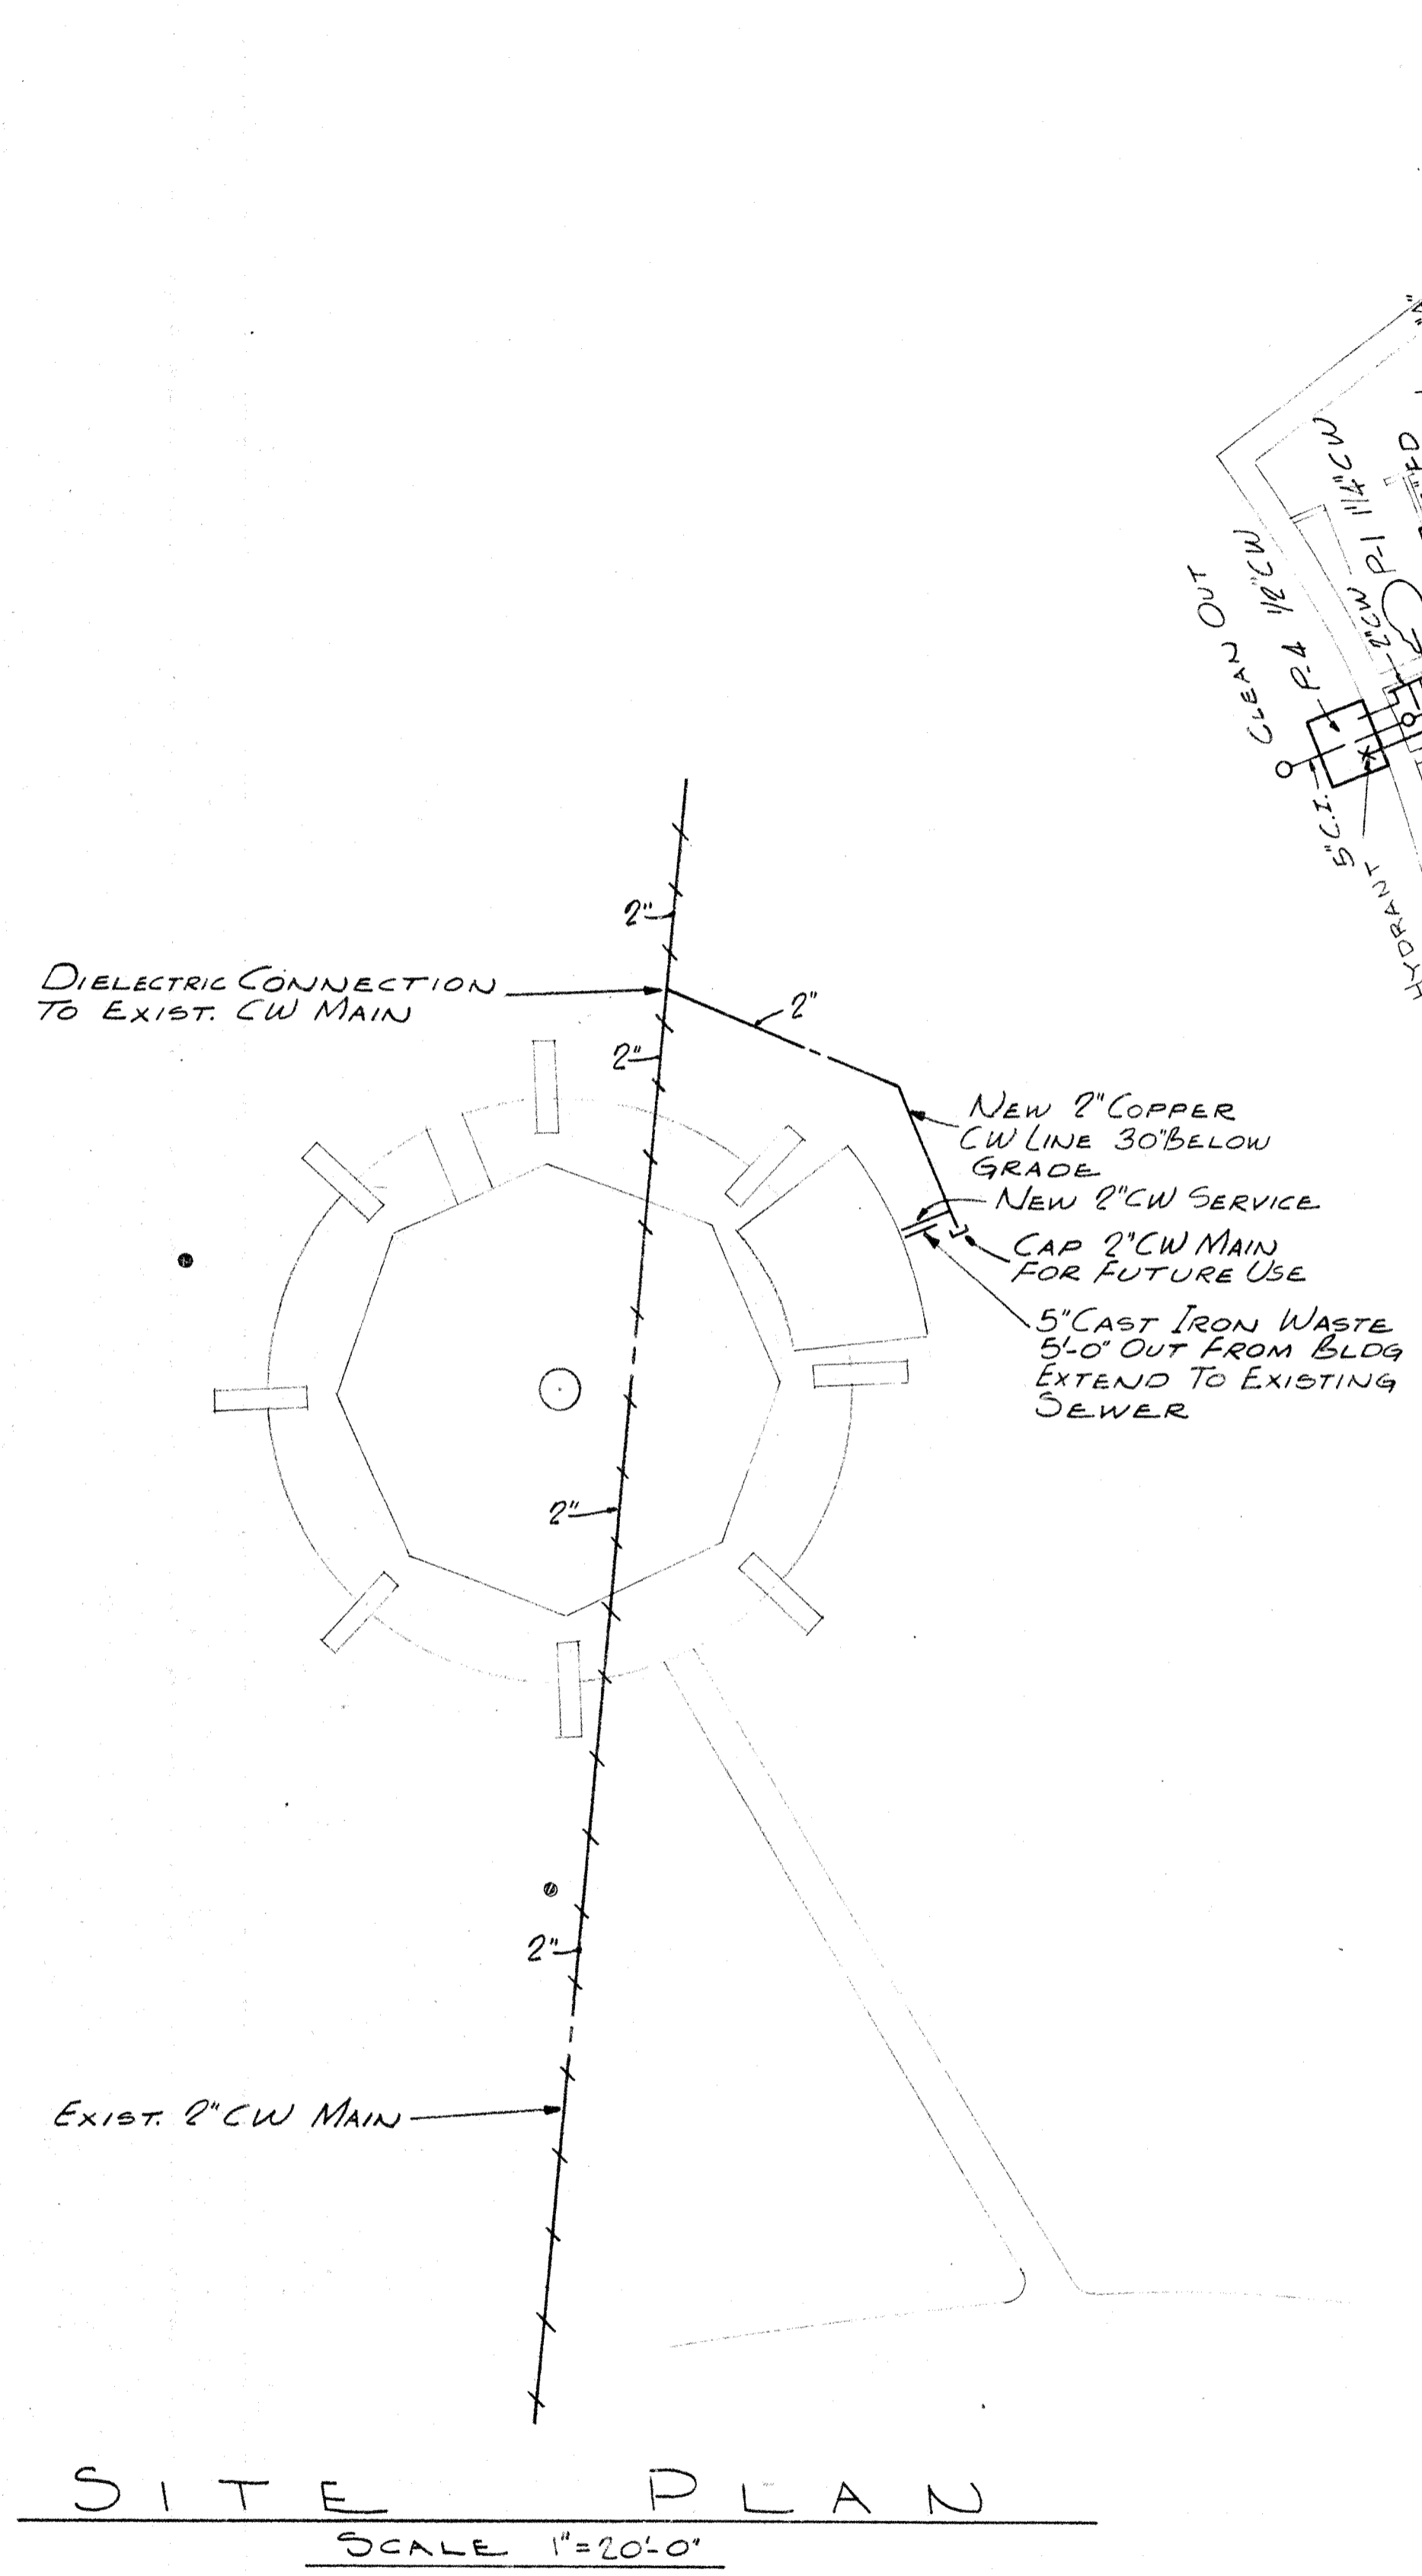 "A"
1 1/4" CW
P-1
CLEAN OUT
1/2" CW
P-4
2" CW
5" C.I.
HYDRANT
2"
DIELECTRIC CONNECTION
TO EXIST. CW MAIN
2"
2"
NEW 2" COPPER
CW LINE 30" BELOW
GRADE
NEW 2" CW SERVICE
CAP 2" CW MAIN
FOR FUTURE USE
5" CAST IRON WASTE
5'-0" OUT FROM BLDG
EXTEND TO EXISTING
SEWER
2"
2"
EXIST. 2" CW MAIN
SITE PLAN
SCALE 1"=20'-0"